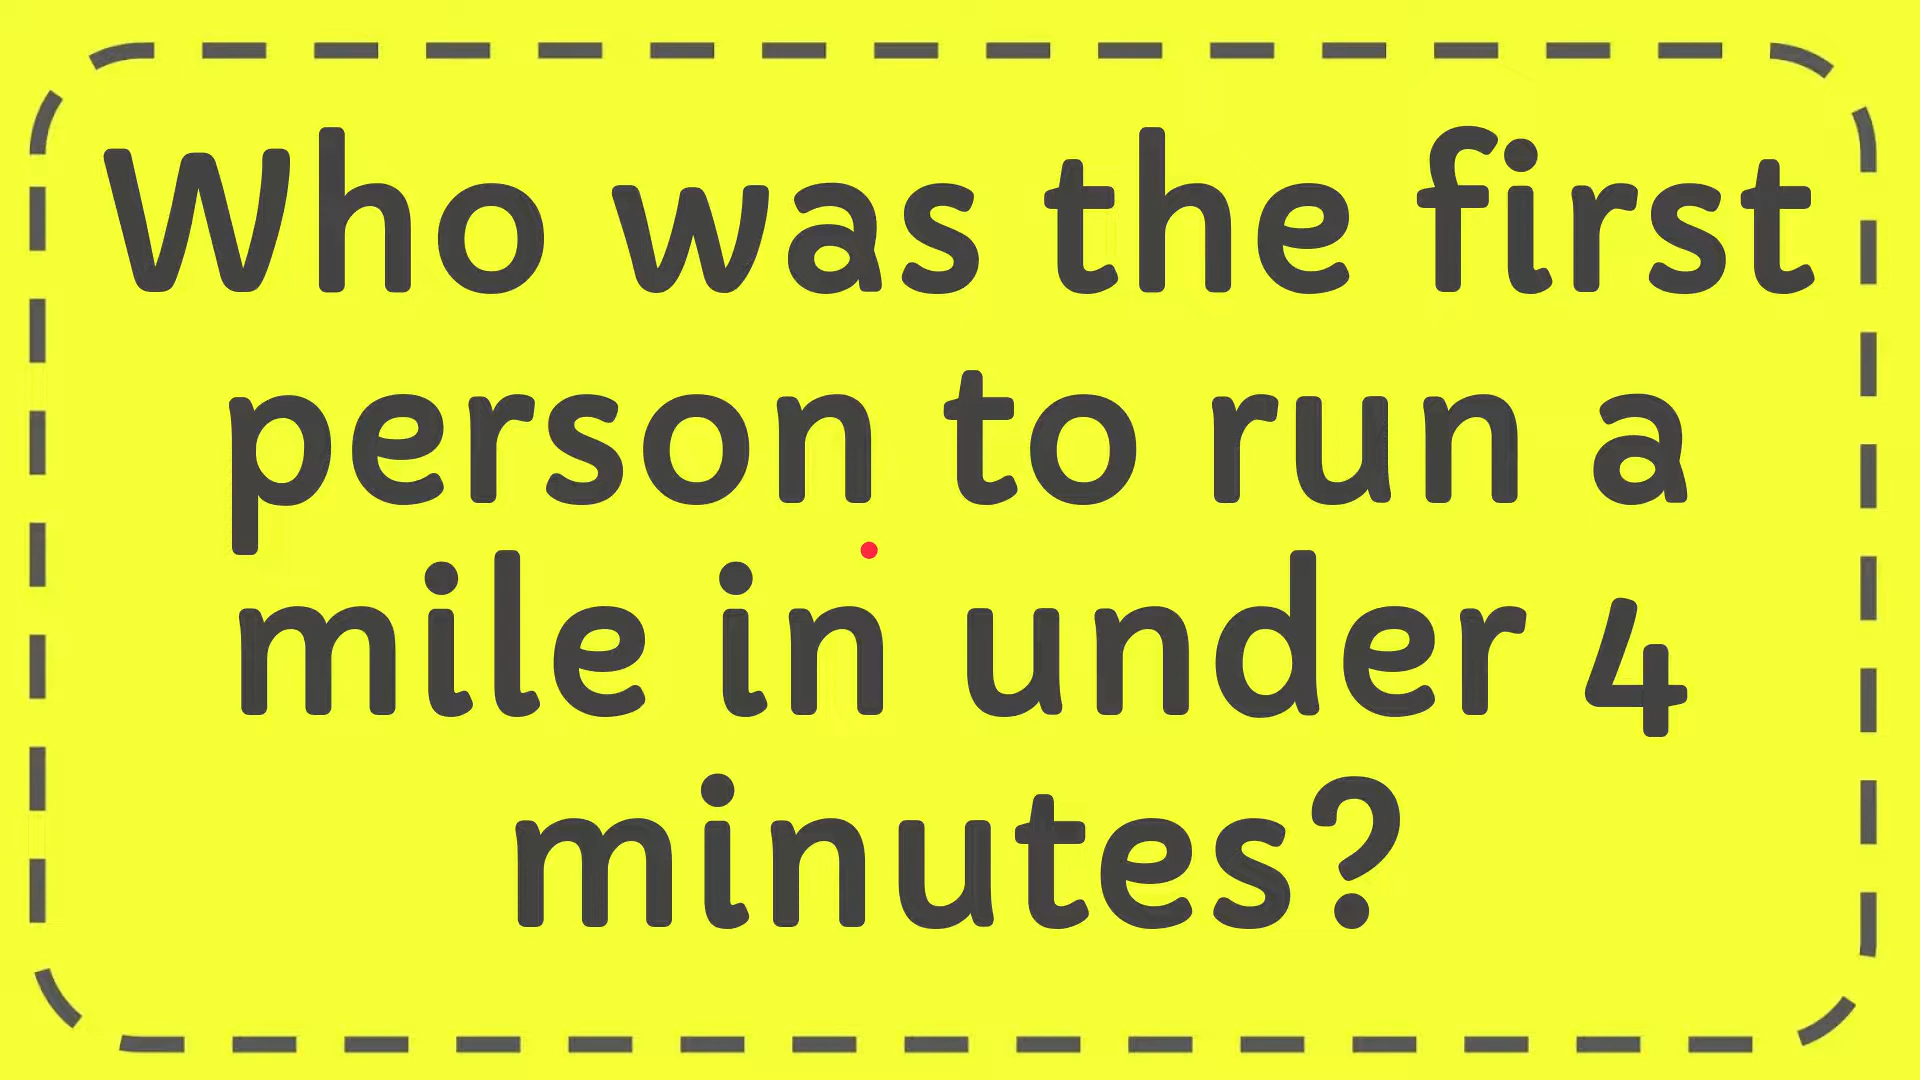 Who was the first
person to run a
mile in under 4
minutes?